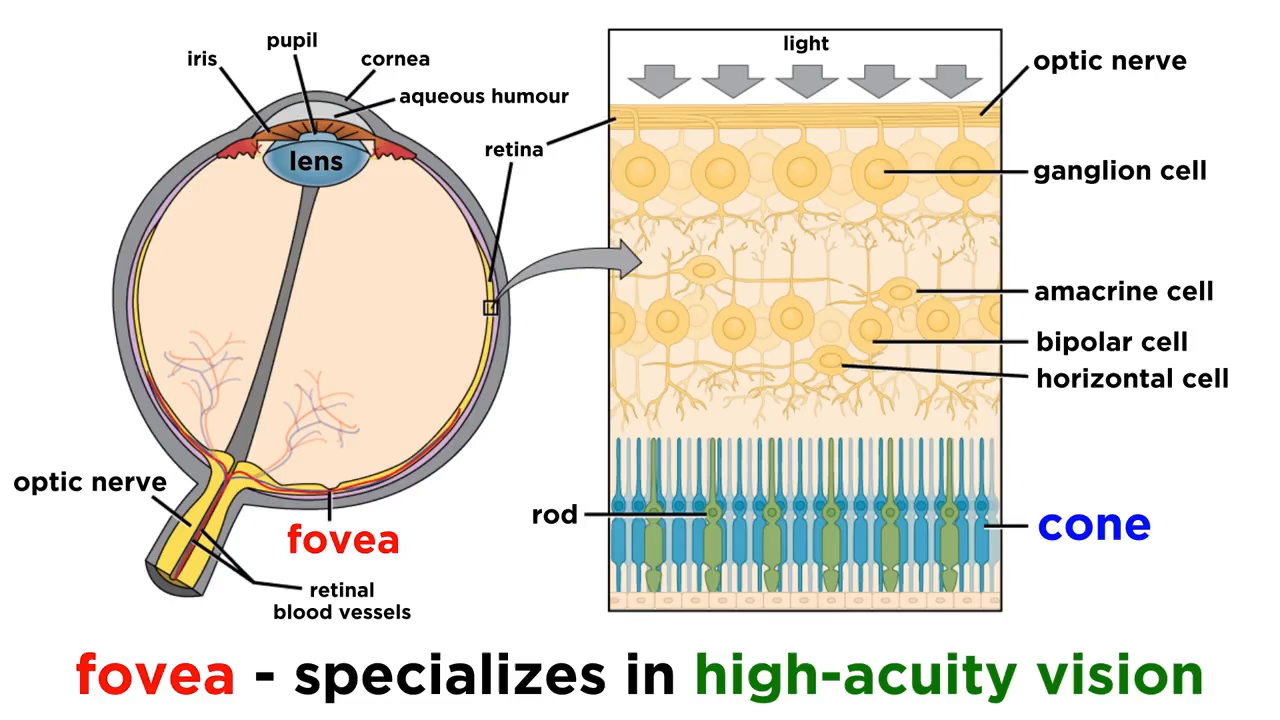 pupil
iris
cornea
aqueous humour
retina
lens
optic nerve
fovea
retinal
blood vessels
light
optic nerve
ganglion cell
amacrine cell
bipolar cell
horizontal cell
rod
cone
fovea - specializes in high-acuity vision